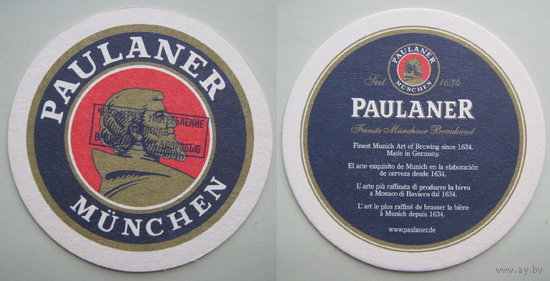 PAULANER
УПОТРЕБЛЕНИЕ
MÜNCHEN
PAULANER
MÜNCHEN
Seit 1634
PAULANER
Feinste Münchner Braukunst
Finest Munich Art of Brewing since 1634.
Made in Germany.
El arte exquisito de Munich en la elaboración
de cerveza desde 1634.
L'arte più raffinata di produrre la birra
a Monaco di Baviera dal 1634.
L'art le plus raffiné de brasser la bière
à Munich depuis 1634.
www.paulaner.de
www.ay.by